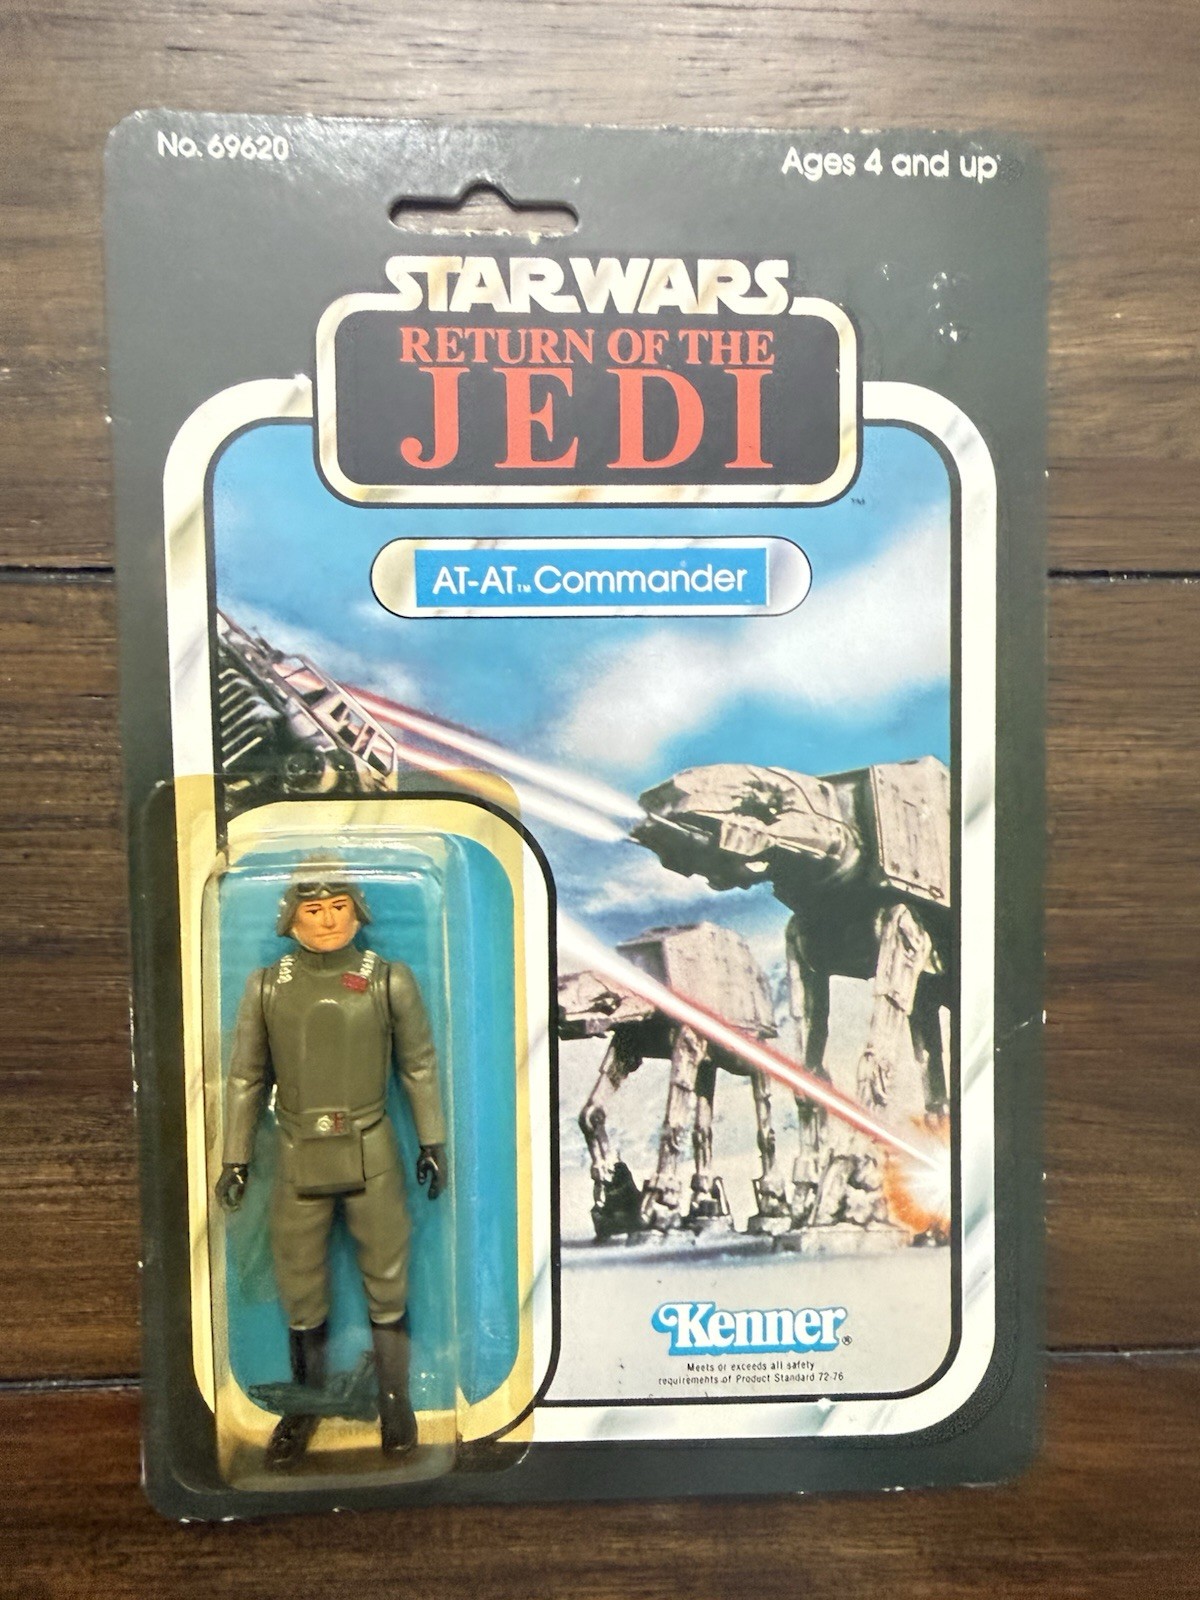 No. 69620
Ages 4 and up
STAR WARS
RETURN OF THE
JEDI
TM
AT-AT™ Commander
Kenner®
Meets or exceeds all safety
requirements of Product Standard 72-76